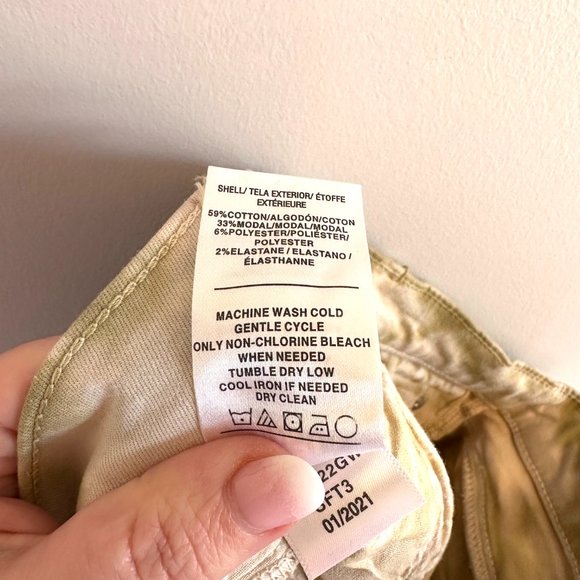 SHELL/ TELA EXTERIOR/ ÉTOFFE
EXTÉRIEURE
59%COTTON/ALGODÓN/COTON
33%MODAL/MODAL/MODAL
6%POLYESTER/POLIÉSTER/
POLYESTER
2%ELASTANE / ELASTANO /
ÉLASTHANNE
MACHINE WASH COLD
GENTLE CYCLE
ONLY NON-CHLORINE BLEACH
WHEN NEEDED
TUMBLE DRY LOW
COOL IRON IF NEEDED
DRY CLEAN
01/2021